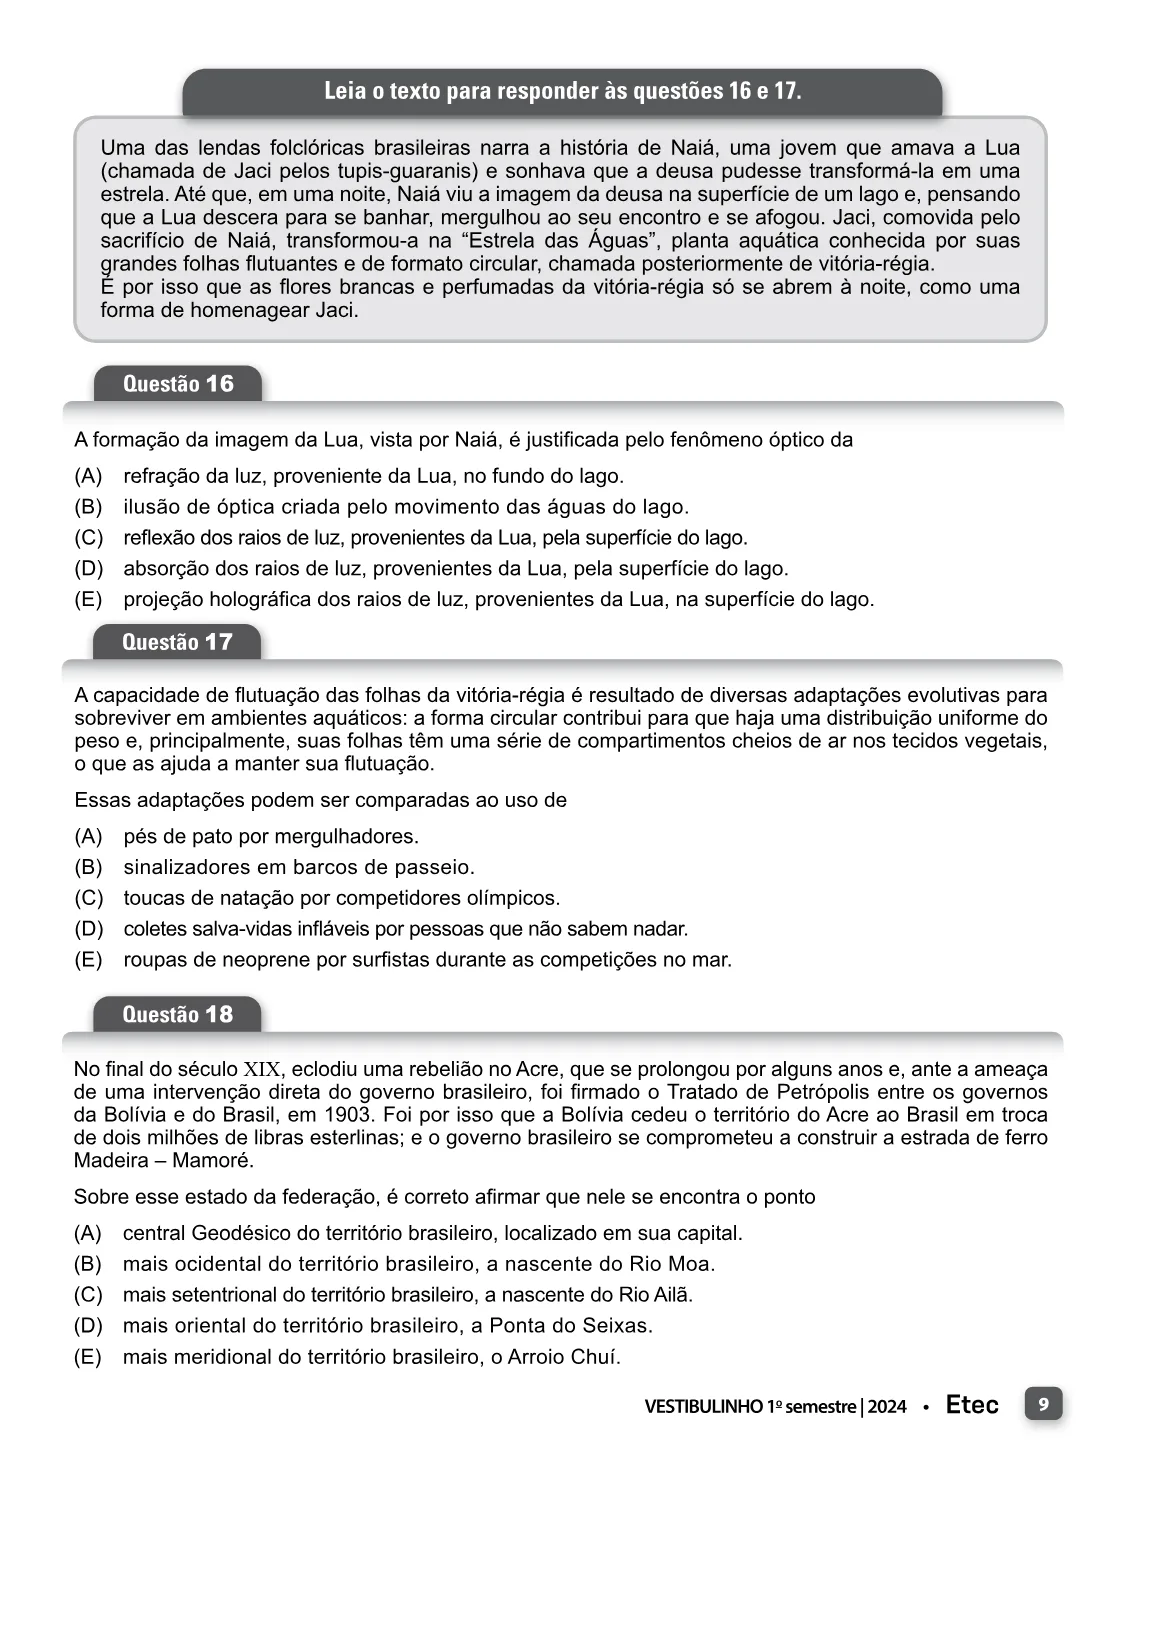 Leia o texto para responder às questões 16 e 17.
Uma das lendas folclóricas brasileiras narra a história de Naiá, uma jovem que amava a Lua
(chamada de Jaci pelos tupis-guaranis) e sonhava que a deusa pudesse transformá-la em uma
estrela. Até que, em uma noite, Naiá viu a imagem da deusa na superfície de um lago e, pensando
que a Lua descera para se banhar, mergulhou ao seu encontro e se afogou. Jaci, comovida pelo
sacrifício de Naiá, transformou-a na “Estrela das Águas”, planta aquática conhecida por suas
grandes folhas flutuantes e de formato circular, chamada posteriormente de vitória-régia.
É por isso que as flores brancas e perfumadas da vitória-régia só se abrem à noite, como uma
forma de homenagear Jaci.
Questão 16
A formação da imagem da Lua, vista por Naiá, é justificada pelo fenômeno óptico da
(A) refração da luz, proveniente da Lua, no fundo do lago.
(B) ilusão de óptica criada pelo movimento das águas do lago.
(C) reflexão dos raios de luz, provenientes da Lua, pela superfície do lago.
(D) absorção dos raios de luz, provenientes da Lua, pela superfície do lago.
(E) projeção holográfica dos raios de luz, provenientes da Lua, na superfície do lago.
Questão 17
A capacidade de flutuação das folhas da vitória-régia é resultado de diversas adaptações evolutivas para
sobreviver em ambientes aquáticos: a forma circular contribui para que haja uma distribuição uniforme do
peso e, principalmente, suas folhas têm uma série de compartimentos cheios de ar nos tecidos vegetais,
o que as ajuda a manter sua flutuação.
Essas adaptações podem ser comparadas ao uso de
(A) pés de pato por mergulhadores.
(B) sinalizadores em barcos de passeio.
(C) toucas de natação por competidores olímpicos.
(D) coletes salva-vidas infláveis por pessoas que não sabem nadar.
(E) roupas de neoprene por surfistas durante as competições no mar.
Questão 18
No final do século XIX, eclodiu uma rebelião no Acre, que se prolongou por alguns anos e, ante a ameaça
de uma intervenção direta do governo brasileiro, foi firmado o Tratado de Petrópolis entre os governos
da Bolívia e do Brasil, em 1903. Foi por isso que a Bolívia cedeu o território do Acre ao Brasil em troca
de dois milhões de libras esterlinas; e o governo brasileiro se comprometeu a construir a estrada de ferro
Madeira – Mamoré.
Sobre esse estado da federação, é correto afirmar que nele se encontra o ponto
(A) central Geodésico do território brasileiro, localizado em sua capital.
(B) mais ocidental do território brasileiro, a nascente do Rio Moa.
(C) mais setentrional do território brasileiro, a nascente do Rio Ailã.
(D) mais oriental do território brasileiro, a Ponta do Seixas.
(E) mais meridional do território brasileiro, o Arroio Chuí.
VESTIBULINHO 1º semestre | 2024 • Etec 9